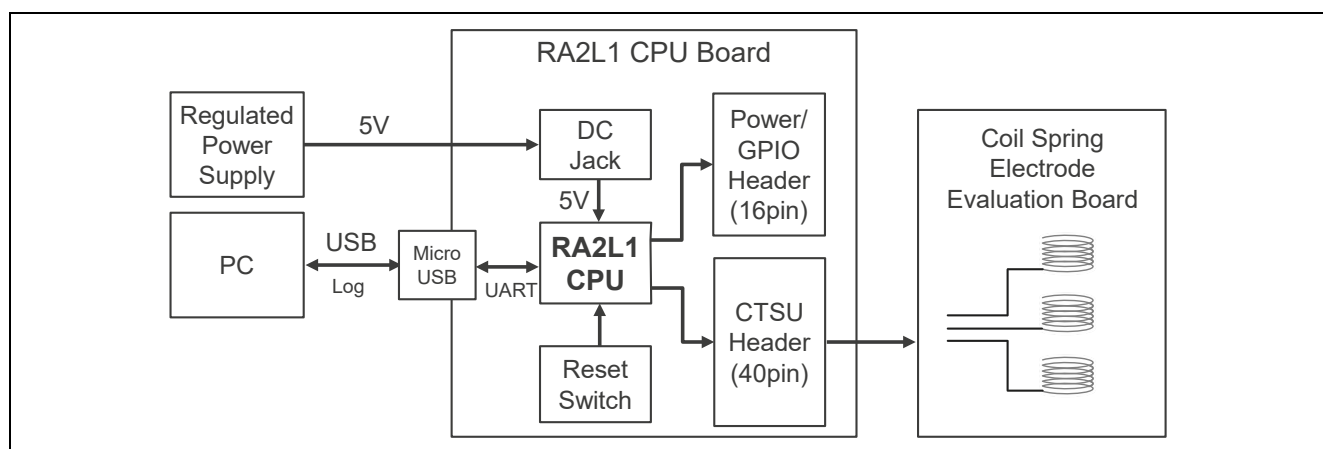 RA2L1 CPU Board
Regulated
Power
Supply
5V
DC
Jack
5V
Power/
GPIO
Header
(16pin)
Coil Spring
Electrode
Evaluation Board
PC
USB
Log
Micro
USB
UART
RA2L1
CPU
Reset
Switch
CTSU
Header
(40pin)